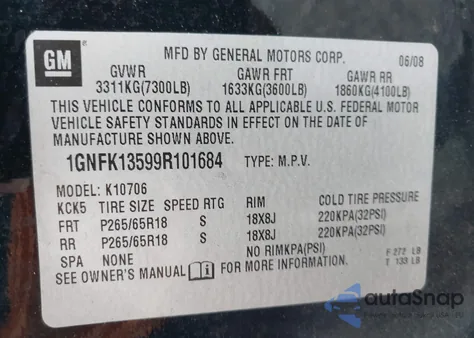 GM
MFD BY GENERAL MOTORS CORP. 06/08
GVWR GAWR FRT GAWR RR
3311KG(7300LB) 1633KG(3600LB) 1860KG(4100LB)
THIS VEHICLE CONFORMS TO ALL APPLICABLE U.S. FEDERAL MOTOR
VEHICLE SAFETY STANDARDS IN EFFECT ON THE DATE OF
MANUFACTURE SHOWN ABOVE.
1GNFK13599R101684 TYPE: M.P.V.
MODEL: K10706
KCK5 TIRE SIZE SPEED RTG RIM COLD TIRE PRESSURE
FRT P265/65R18 S 18X8J 220KPA(32PSI)
RR P265/65R18 S 18X8J 220KPA(32PSI)
SPA NONE NO RIMKPA(PSI)
SEE OWNER'S MANUAL i FOR MORE INFORMATION.
F 272 LB
T 133 LB
autoSnap